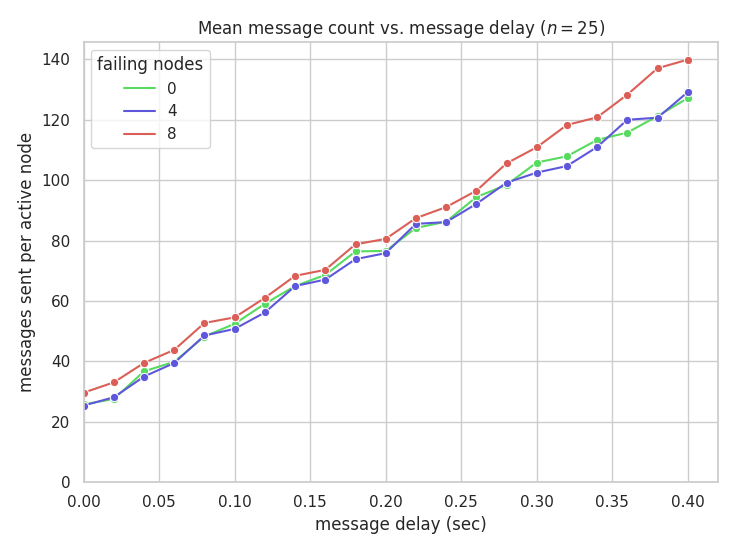 Mean message count vs. message delay (n = 25)
failing nodes
0
4
8
messages sent per active node
140
120
100
80
60
40
20
0
0.00 0.05 0.10 0.15 0.20 0.25 0.30 0.35 0.40
message delay (sec)